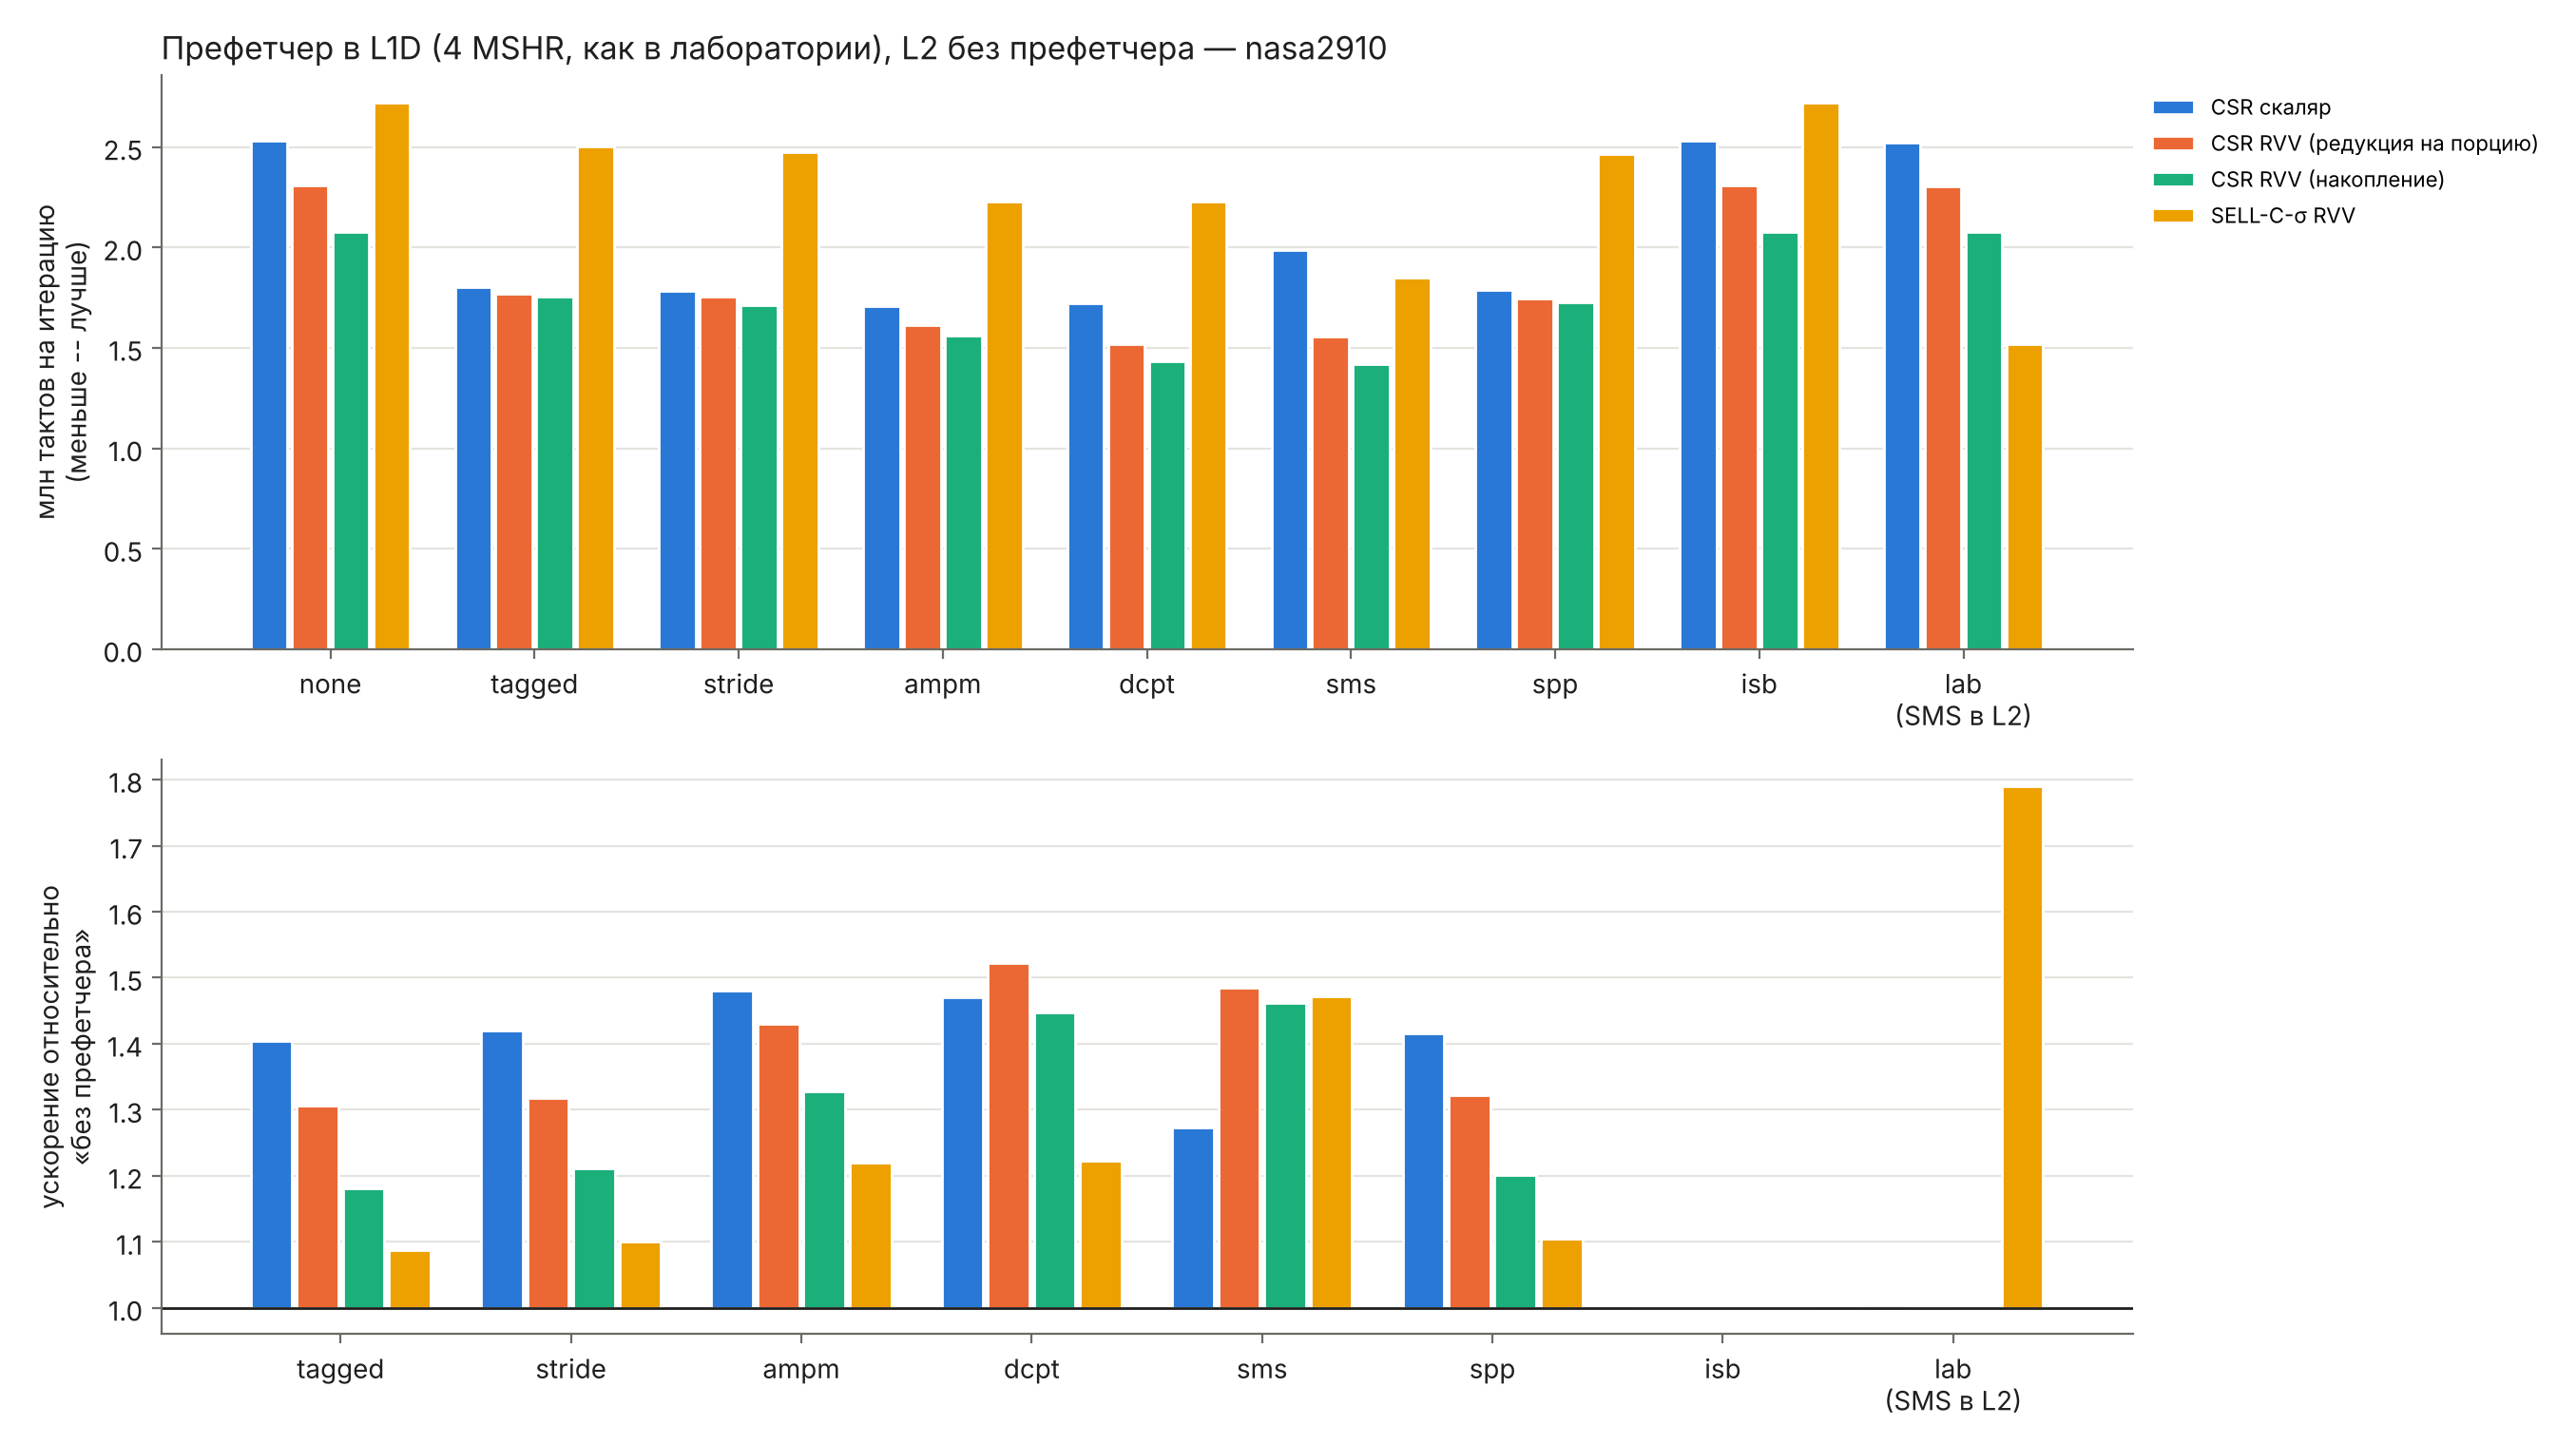 Префетчер в L1D (4 MSHR, как в лаборатории), L2 без префетчера — nasa2910
млн тактов на итерацию
(меньше -- лучше)
2.5
2.0
1.5
1.0
0.5
0.0
none
tagged
stride
ampm
dcpt
sms
spp
isb
lab
(SMS в L2)
CSR скаляр
CSR RVV (редукция на порцию)
CSR RVV (накопление)
SELL-C-σ RVV
ускорение относительно
«без префетчера»
1.8
1.7
1.6
1.5
1.4
1.3
1.2
1.1
1.0
tagged
stride
ampm
dcpt
sms
spp
isb
lab
(SMS в L2)